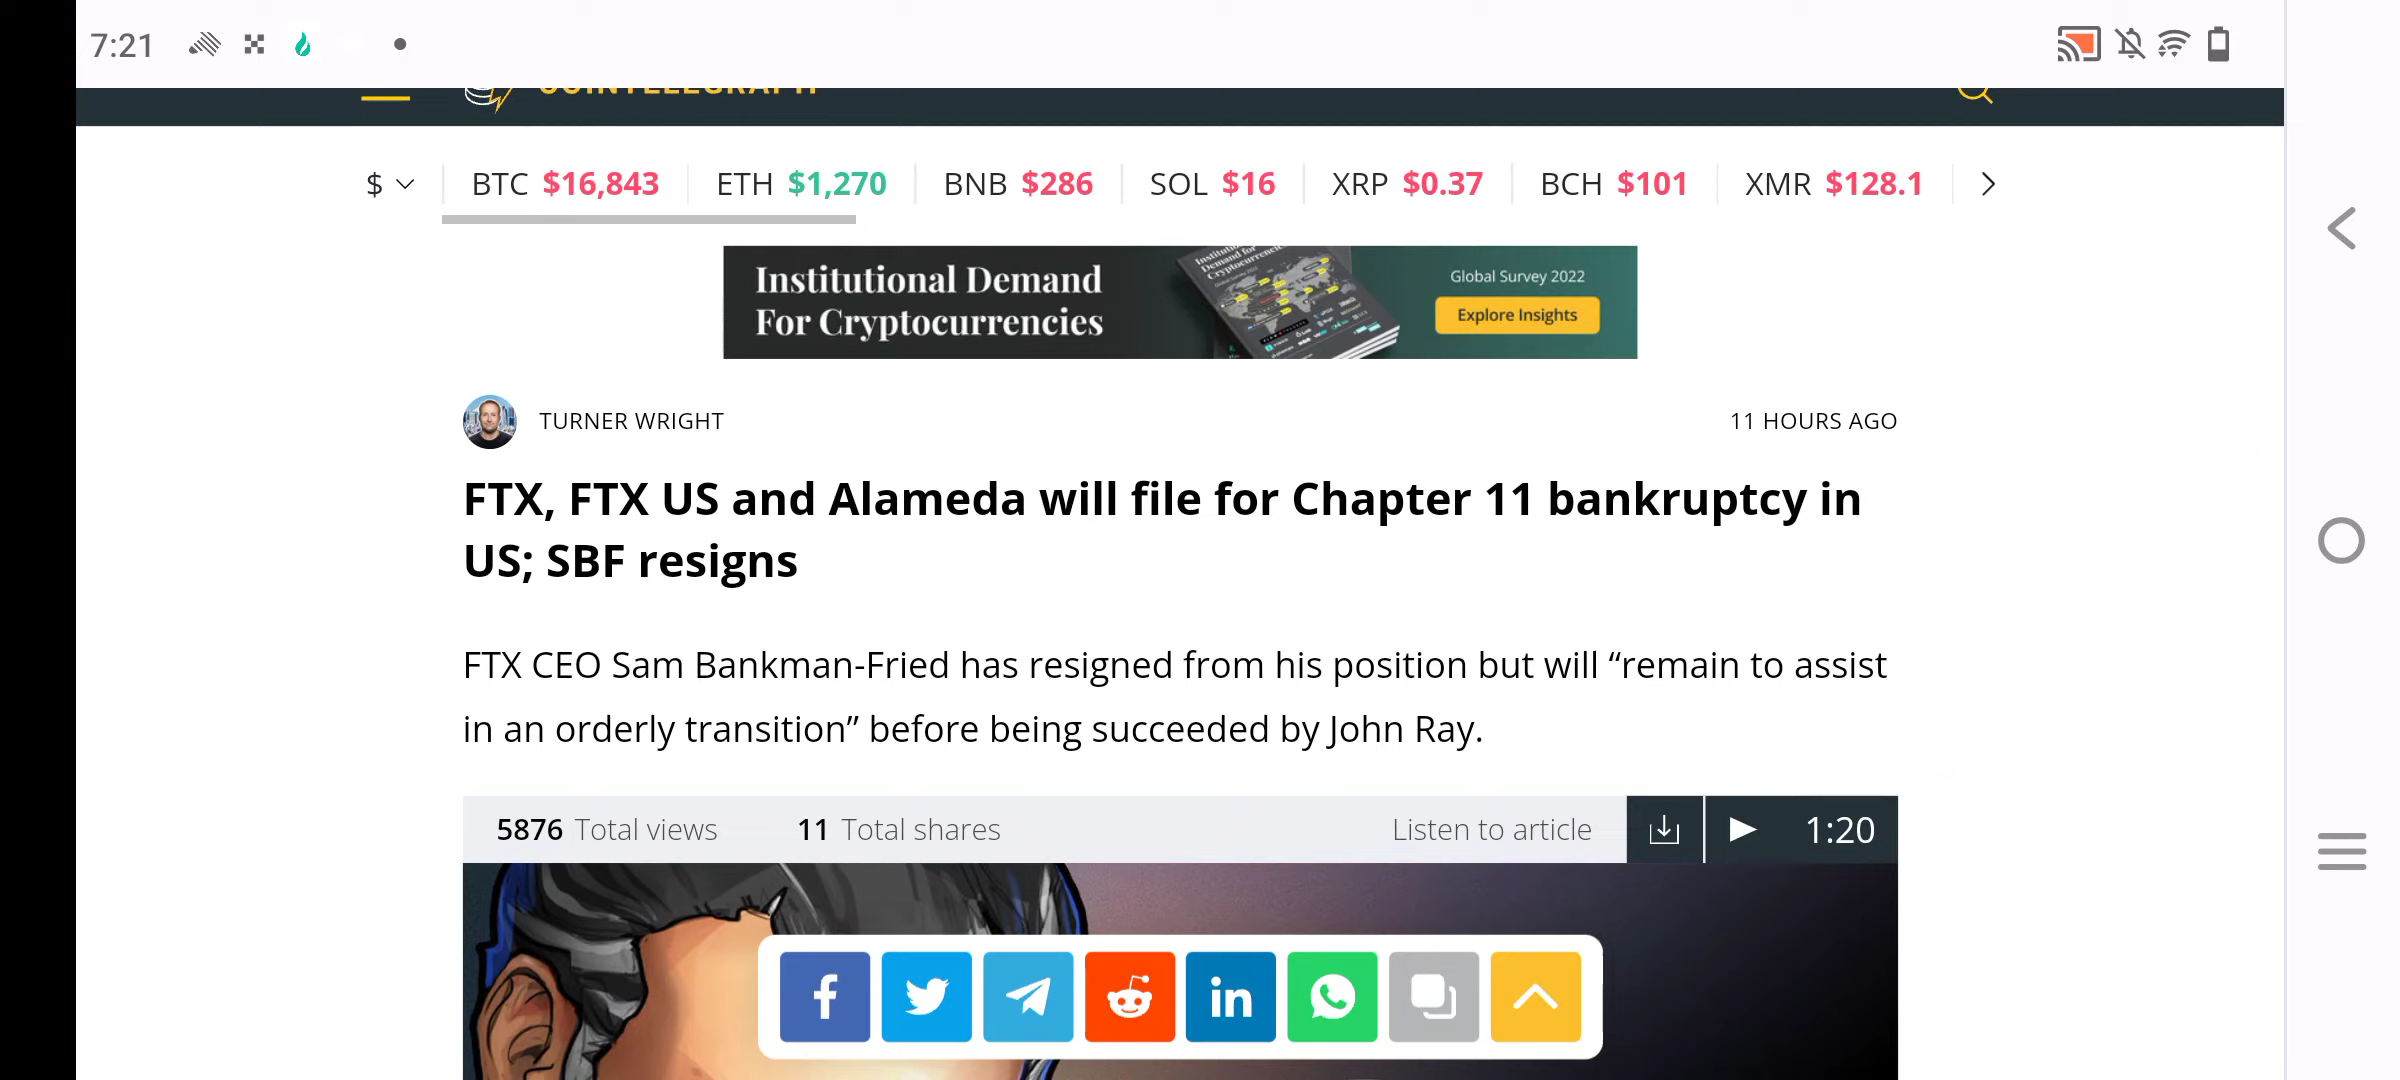 7:21
$ BTC $16,843 ETH $1,270 BNB $286 SOL $16 XRP $0.37 BCH $101 XMR $128.1
Institutional Demand
For Cryptocurrencies
Global Survey 2022
Explore Insights
TURNER WRIGHT 11 HOURS AGO
FTX, FTX US and Alameda will file for Chapter 11 bankruptcy in
US; SBF resigns
FTX CEO Sam Bankman-Fried has resigned from his position but will “remain to assist
in an orderly transition” before being succeeded by John Ray.
5876 Total views 11 Total shares Listen to article 1:20